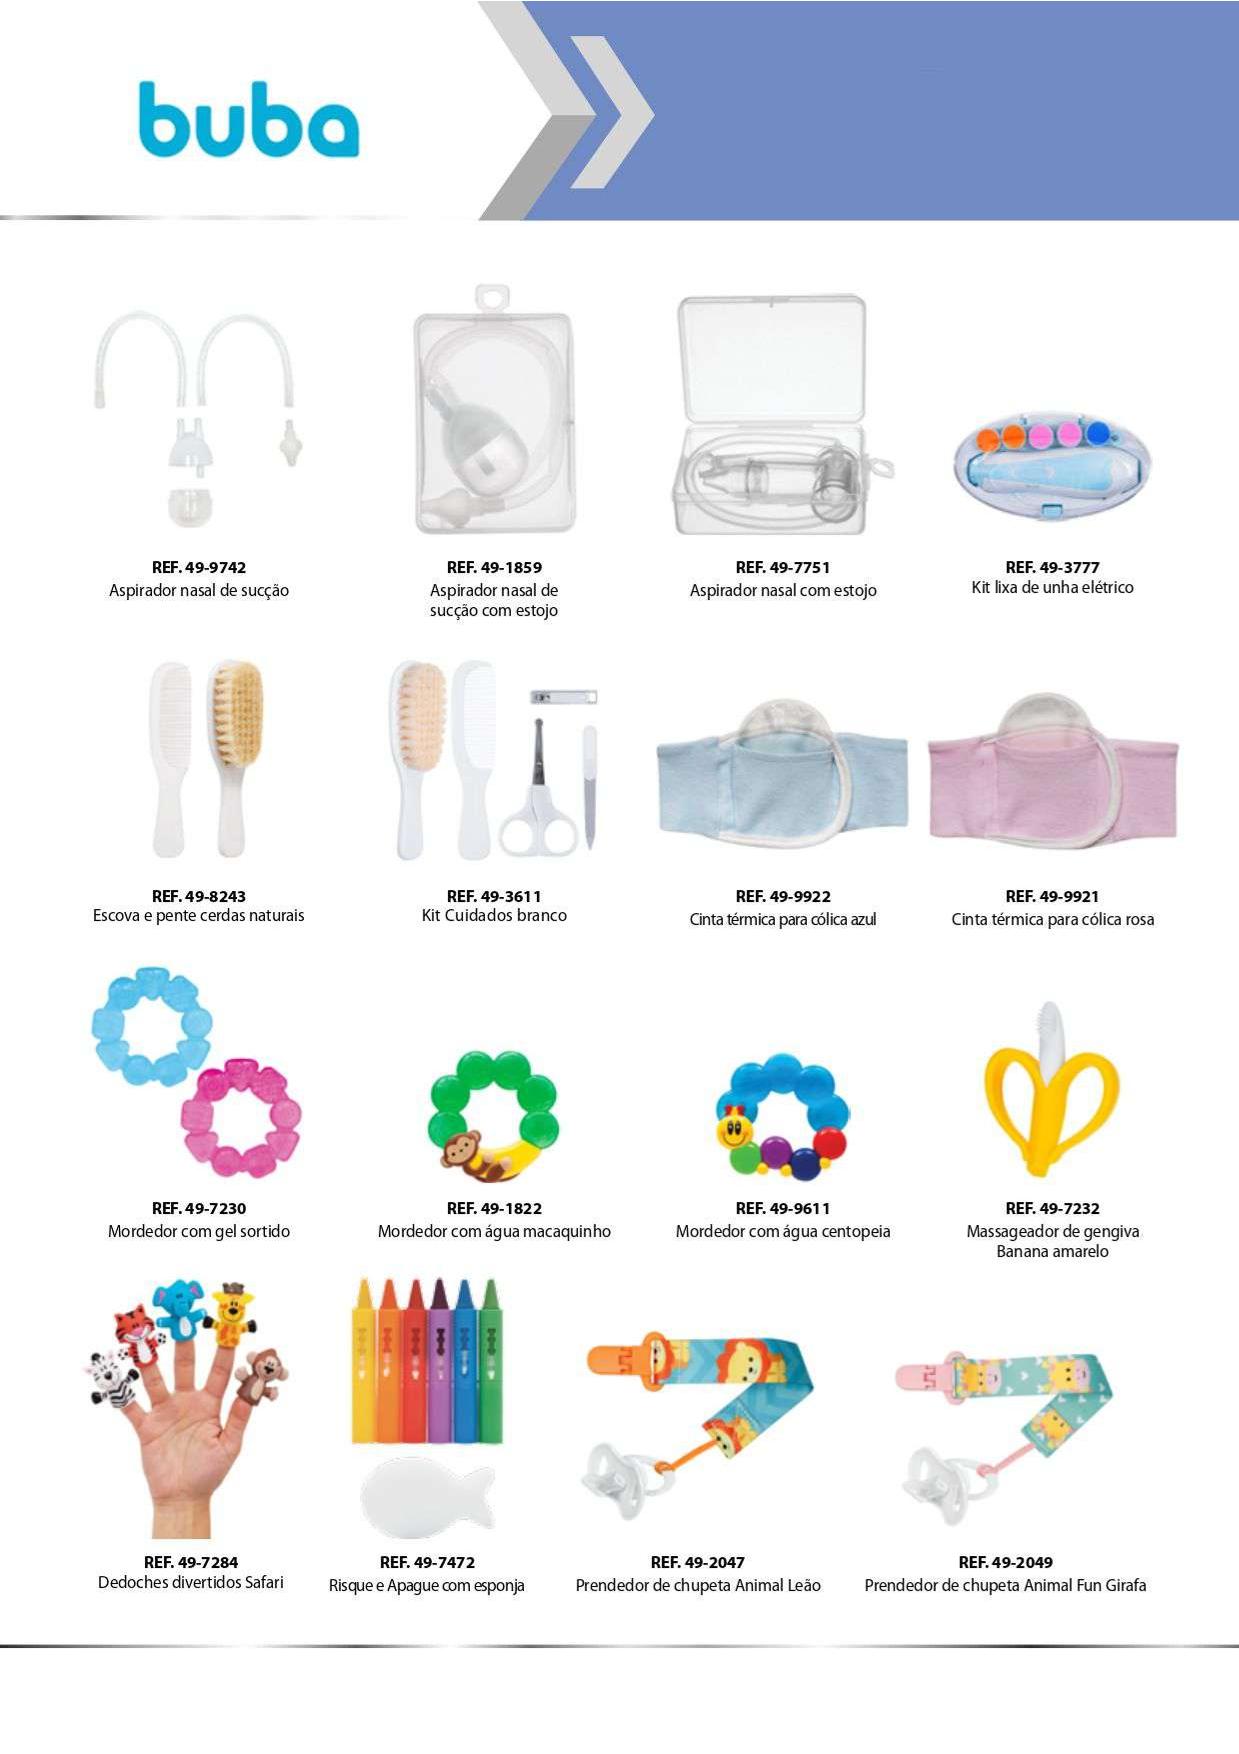 buba
REF. 49-9742
Aspirador nasal de sucção
REF. 49-1859
Aspirador nasal de
sucção com estojo
REF. 49-7751
Aspirador nasal com estojo
REF. 49-3777
Kit lixa de unha elétrico
REF. 49-8243
Escova e pente cerdas naturais
REF. 49-3611
Kit Cuidados branco
REF. 49-9922
Cinta térmica para cólica azul
REF. 49-9921
Cinta térmica para cólica rosa
REF. 49-7230
Mordedor com gel sortido
REF. 49-1822
Mordedor com água macaquinho
REF. 49-9611
Mordedor com água centopeia
REF. 49-7232
Massageador de gengiva
Banana amarelo
REF. 49-7284
Dedoches divertidos Safari
REF. 49-7472
Risque e Apague com esponja
REF. 49-2047
Prendedor de chupeta Animal Leão
REF. 49-2049
Prendedor de chupeta Animal Fun Girafa